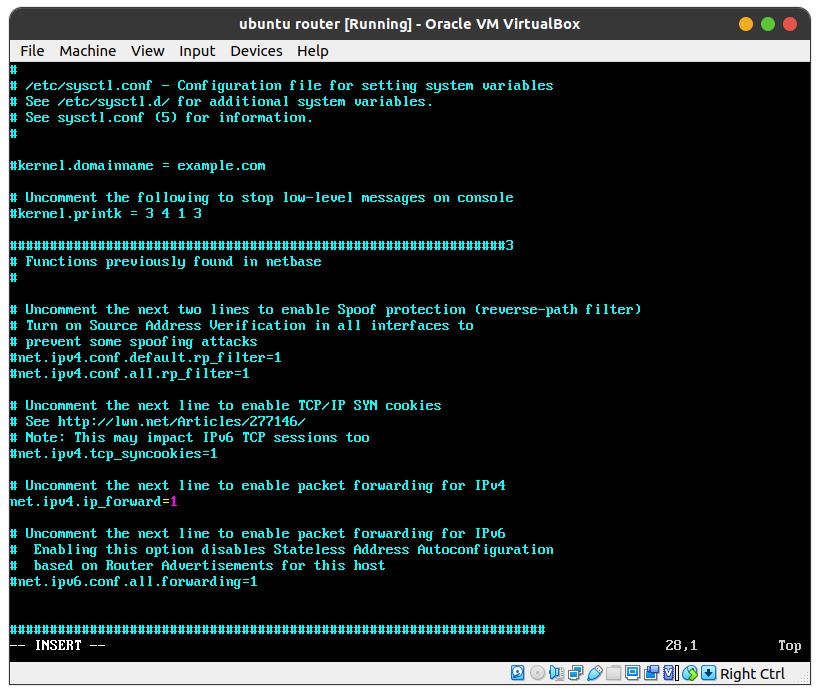 ubuntu router [Running] - Oracle VM VirtualBox
File Machine View Input Devices Help
#
# /etc/sysctl.conf - Configuration file for setting system variables
# See /etc/sysctl.d/ for additional system variables.
# See sysctl.conf (5) for information.
#
#kernel.domainname = example.com
# Uncomment the following to stop low-level messages on console
#kernel.printk = 3 4 1 3
##############################################################3
# Functions previously found in netbase
#
# Uncomment the next two lines to enable Spoof protection (reverse-path filter)
# Turn on Source Address Verification in all interfaces to
# prevent some spoofing attacks
#net.ipv4.conf.default.rp_filter=1
#net.ipv4.conf.all.rp_filter=1
# Uncomment the next line to enable TCP/IP SYN cookies
# See http://lwn.net/Articles/277146/
# Note: This may impact IPv6 TCP sessions too
#net.ipv4.tcp_syncookies=1
# Uncomment the next line to enable packet forwarding for IPv4
net.ipv4.ip_forward=1
# Uncomment the next line to enable packet forwarding for IPv6
#  Enabling this option disables Stateless Address Autoconfiguration
#  based on Router Advertisements for this host
#net.ipv6.conf.all.forwarding=1
###################################################################
-- INSERT -- 28,1 Top
Right Ctrl